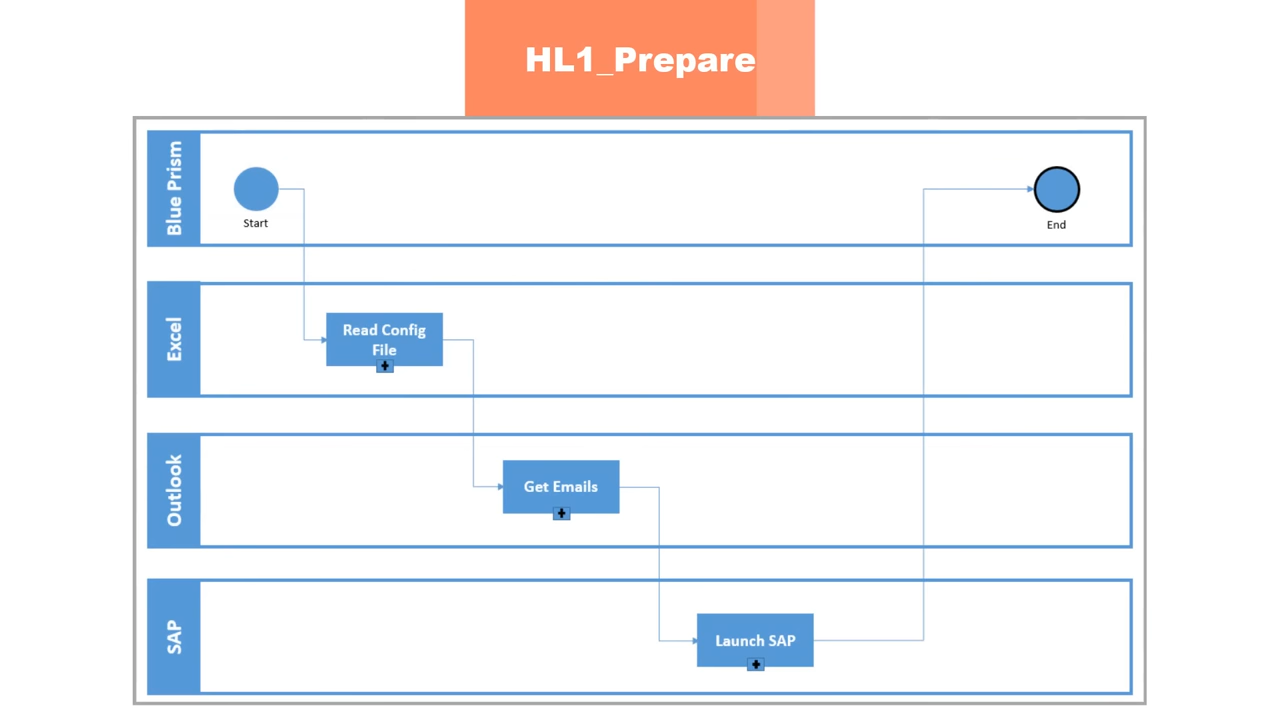 HL1_Prepare
Blue Prism
Start
End
Excel
Read Config
File
Outlook
Get Emails
SAP
Launch SAP